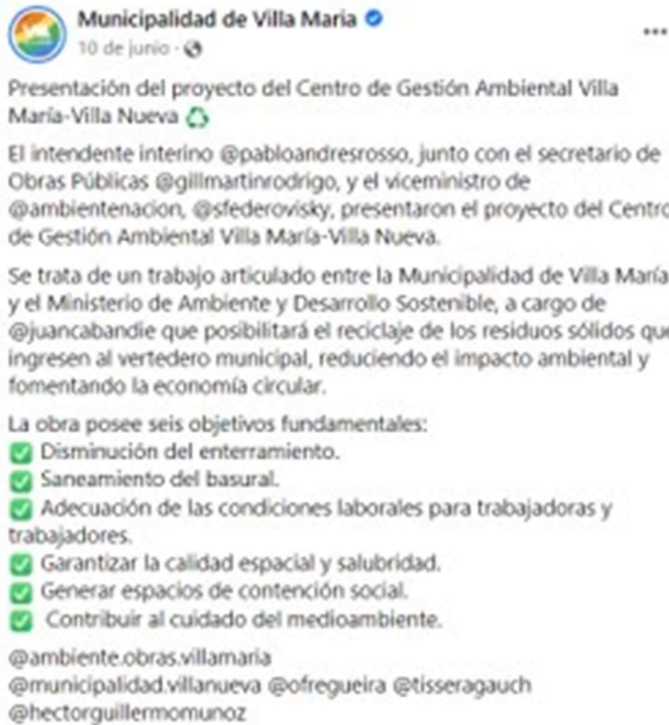 Municipalidad de Villa Maria
10 de junio ·
Presentación del proyecto del Centro de Gestión Ambiental Villa
María-Villa Nueva
El intendente interino @pabloandresrosso, junto con el secretario de
Obras Públicas @gillmartinrodrigo, y el viceministro de
@ambientenacion, @sfederovisky, presentaron el proyecto del Centro
de Gestión Ambiental Villa María-Villa Nueva.
Se trata de un trabajo articulado entre la Municipalidad de Villa María
y el Ministerio de Ambiente y Desarrollo Sostenible, a cargo de
@juancabandie que posibilitará el reciclaje de los residuos sólidos que
ingresen al vertedero municipal, reduciendo el impacto ambiental y
fomentando la economía circular.
La obra posee seis objetivos fundamentales:
✅ Disminución del enterramiento.
✅ Saneamiento del basural.
✅ Adecuación de las condiciones laborales para trabajadoras y
trabajadores.
✅ Garantizar la calidad espacial y salubridad.
✅ Generar espacios de contención social.
✅ Contribuir al cuidado del medioambiente.
@ambiente.obras.villamaria
@municipalidad.villanueva @ofregueira @tisseragauch
@hectorguillermomunoz